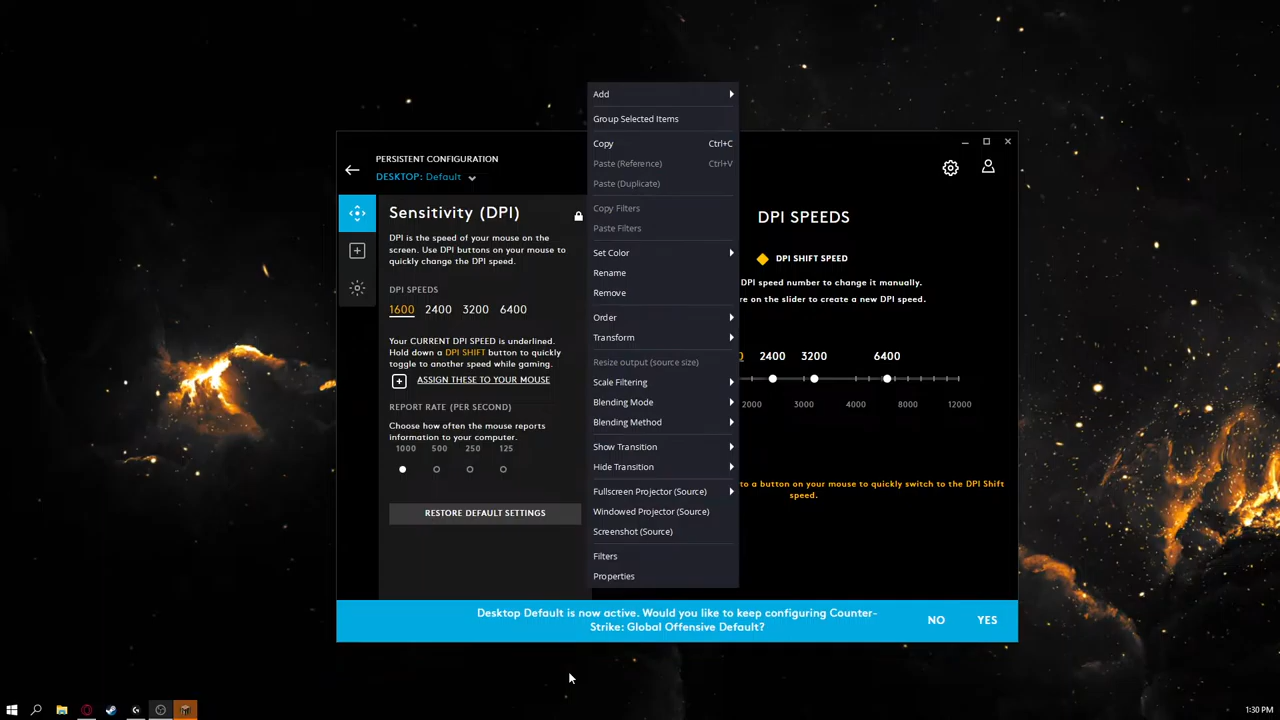 PERSISTENT CONFIGURATION
DESKTOP: Default
Sensitivity (DPI)
DPI is the speed of your mouse on the
screen. Use DPI buttons on your mouse to
quickly change the DPI speed.
DPI SPEEDS
1600 2400 3200 6400
Your CURRENT DPI SPEED is underlined.
Hold down a DPI SHIFT button to quickly
toggle to another speed while gaming.
ASSIGN THESE TO YOUR MOUSE
REPORT RATE (PER SECOND)
Choose how often the mouse reports
information to your computer.
1000 500 250 125
RESTORE DEFAULT SETTINGS
Add
Group Selected Items
Copy Ctrl+C
Paste (Reference) Ctrl+V
Paste (Duplicate)
Copy Filters
Paste Filters
Set Color
Rename
Remove
Order
Transform
Resize output (source size)
Scale Filtering
Blending Mode
Blending Method
Show Transition
Hide Transition
Fullscreen Projector (Source)
Windowed Projector (Source)
Screenshot (Source)
Filters
Properties
DPI SPEEDS
DPI SHIFT SPEED
DPI speed number to change it manually.
on the slider to create a new DPI speed.
2400 3200 6400
2000 3000 4000 8000 12000
to a button on your mouse to quickly switch to the DPI Shift
speed.
Desktop Default is now active. Would you like to keep configuring Counter-
Strike: Global Offensive Default?
NO YES
1:30 PM